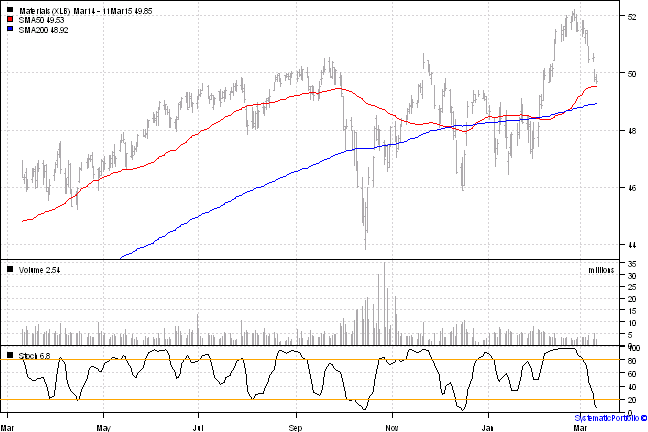 Materials (XLB) Mar14 - 11Mar15 49.85
SMA50 49.53
SMA200 48.92
52
50
48
46
44
Volume 2.54
millions
35
30
25
20
15
10
5
Stoch 6.8
100
80
60
40
20
0
Mar May Jul Sep Nov Jan Mar
SystematicPortfolio ©